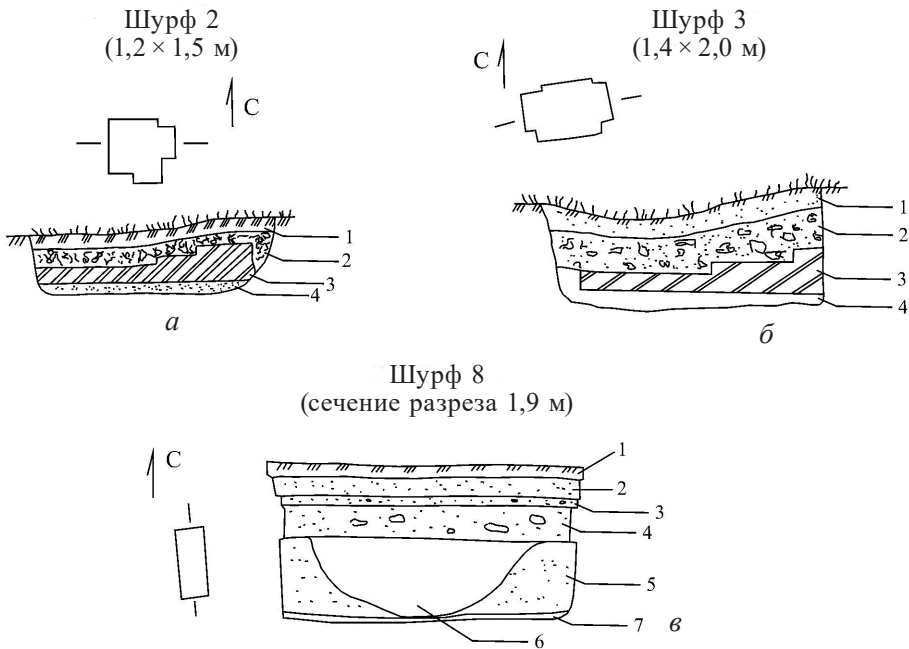 Шурф 2
(1,2 × 1,5 м)
С
1
2
3
4
а
Шурф 3
(1,4 × 2,0 м)
С
1
2
3
4
б
Шурф 8
(сечение разреза 1,9 м)
С
1
2
3
4
5
6
7
в